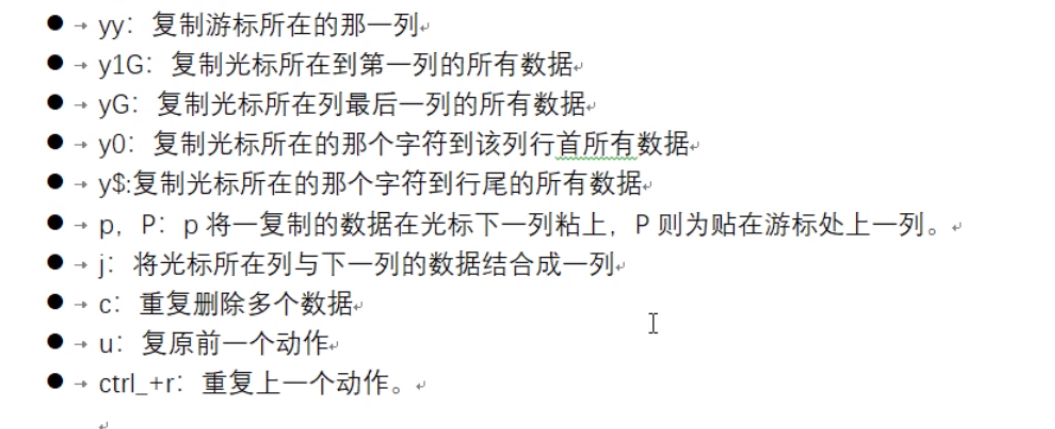 yy：复制游标所在的那一列
y1G：复制光标所在到第一列的所有数据
yG：复制光标所在列最后一列的所有数据
y0：复制光标所在的那个字符到该列行首所有数据
y$:复制光标所在的那个字符到行尾的所有数据
p，P：p 将一复制的数据在光标下一列粘上，P 则为贴在游标处上一列。
j：将光标所在列与下一列的数据结合成一列
c：重复删除多个数据
u：复原前一个动作
ctrl_+r：重复上一个动作。